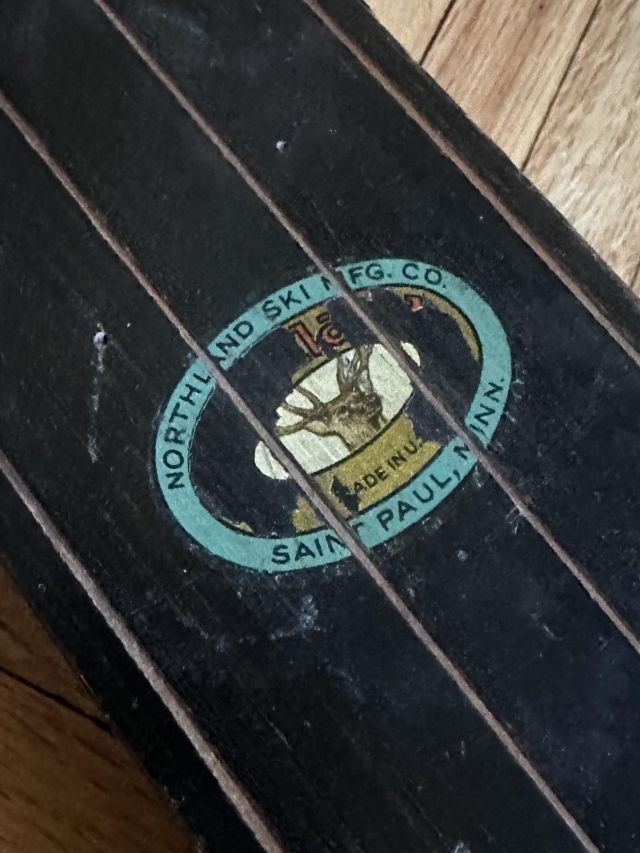 NORTHLAND SKI MFG. CO.
MADE IN U.
SAINT PAUL, MINN.